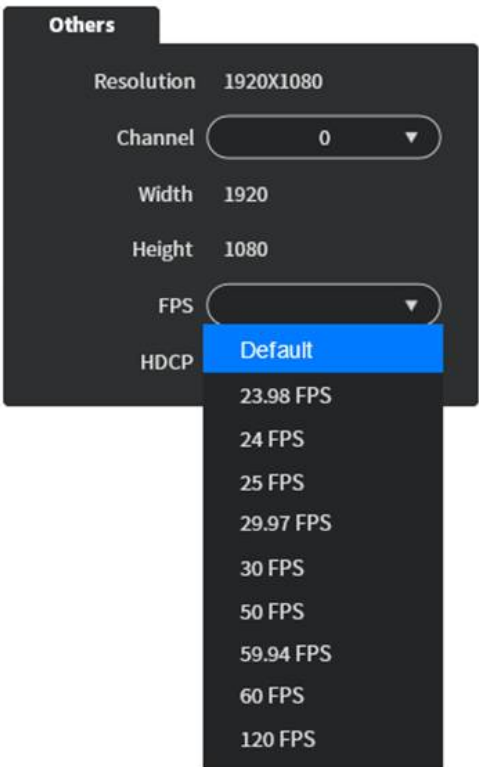 Others
Resolution 1920X1080
Channel 0
Width 1920
Height 1080
FPS
HDCP
Default
23.98 FPS
24 FPS
25 FPS
29.97 FPS
30 FPS
50 FPS
59.94 FPS
60 FPS
120 FPS